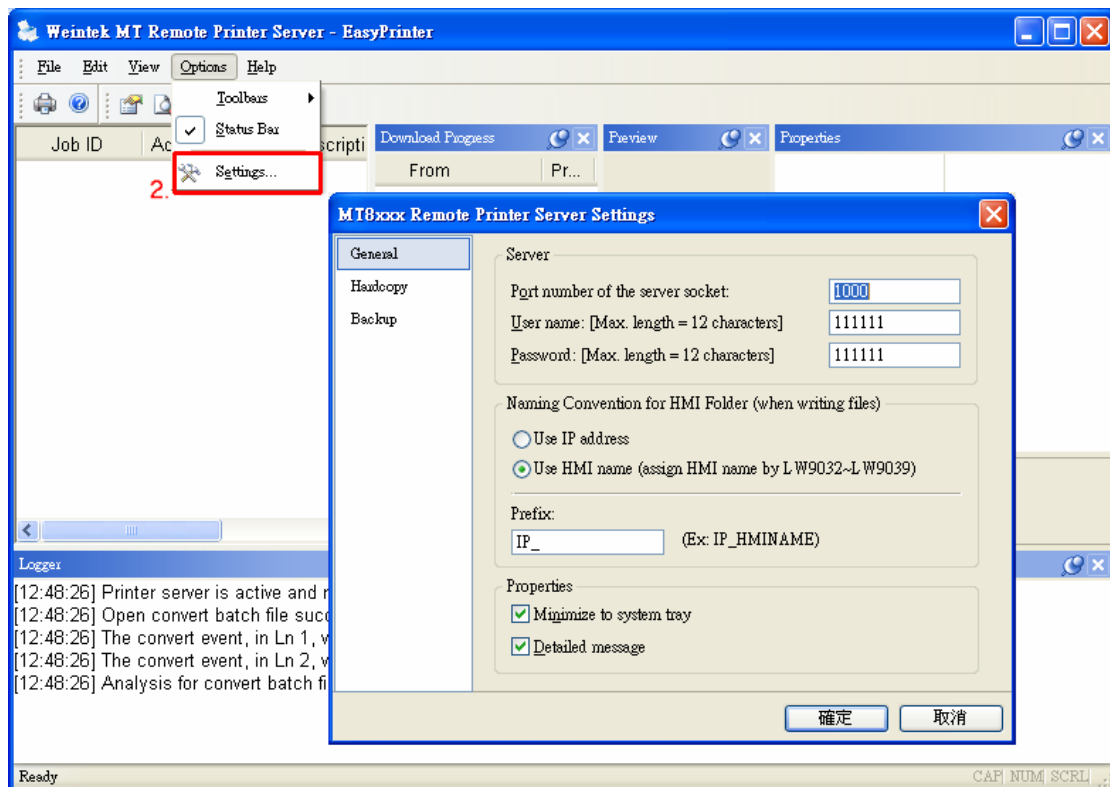 Weintek MT Remote Printer Server - EasyPrinter
File Edit View Options Help
Toolbars
Status Bar
Settings...
2.
Job ID Ac scripti
Download Progress
From Pr...
Preview
Properties
MT8xxx Remote Printer Server Settings
General
Hardcopy
Backup
Server
Port number of the server socket: 1000
User name: [Max. length = 12 characters] 111111
Password: [Max. length = 12 characters] 111111
Naming Convention for HMI Folder (when writing files)
Use IP address
Use HMI name (assign HMI name by LW9032~LW9039)
Prefix:
IP_ (Ex: IP_HMINAME)
Properties
Minimize to system tray
Detailed message
確定 取消
Logger
[12:48:26] Printer server is active and r
[12:48:26] Open convert batch file succ
[12:48:26] The convert event, in Ln 1, v
[12:48:26] The convert event, in Ln 2, v
[12:48:26] Analysis for convert batch fi
Ready CAP NUM SCRL